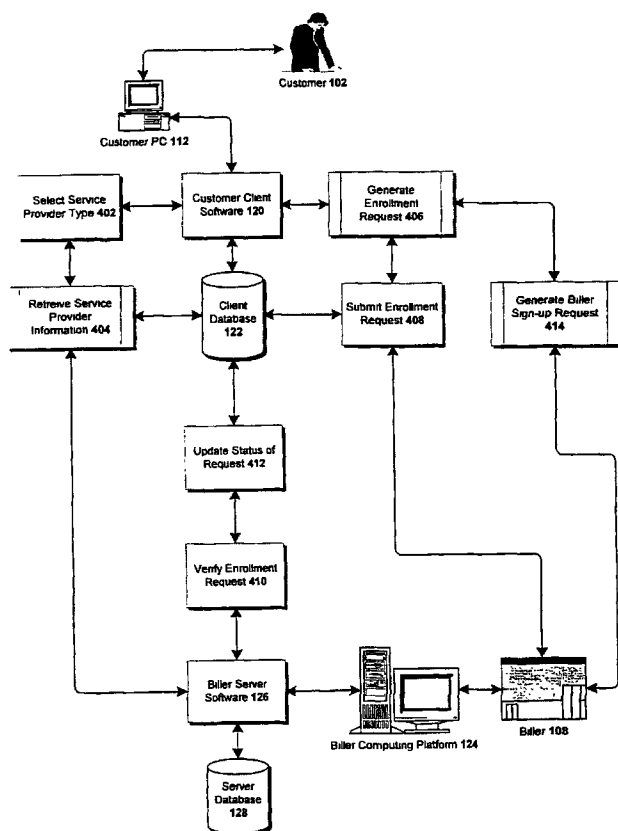 Customer 102
Customer PC 112
Select Service
Provider Type 402
Customer Client
Software 120
Generate
Enrollment
Request 406
Retreive Service
Provider
Information 404
Client
Database
122
Submit Enrollment
Request 408
Generate Biller
Sign-up Request
414
Update Status of
Request 412
Verify Enrollment
Request 410
Biller Server
Software 126
Biller Computing Platform 124
Biller 108
Server
Database
128